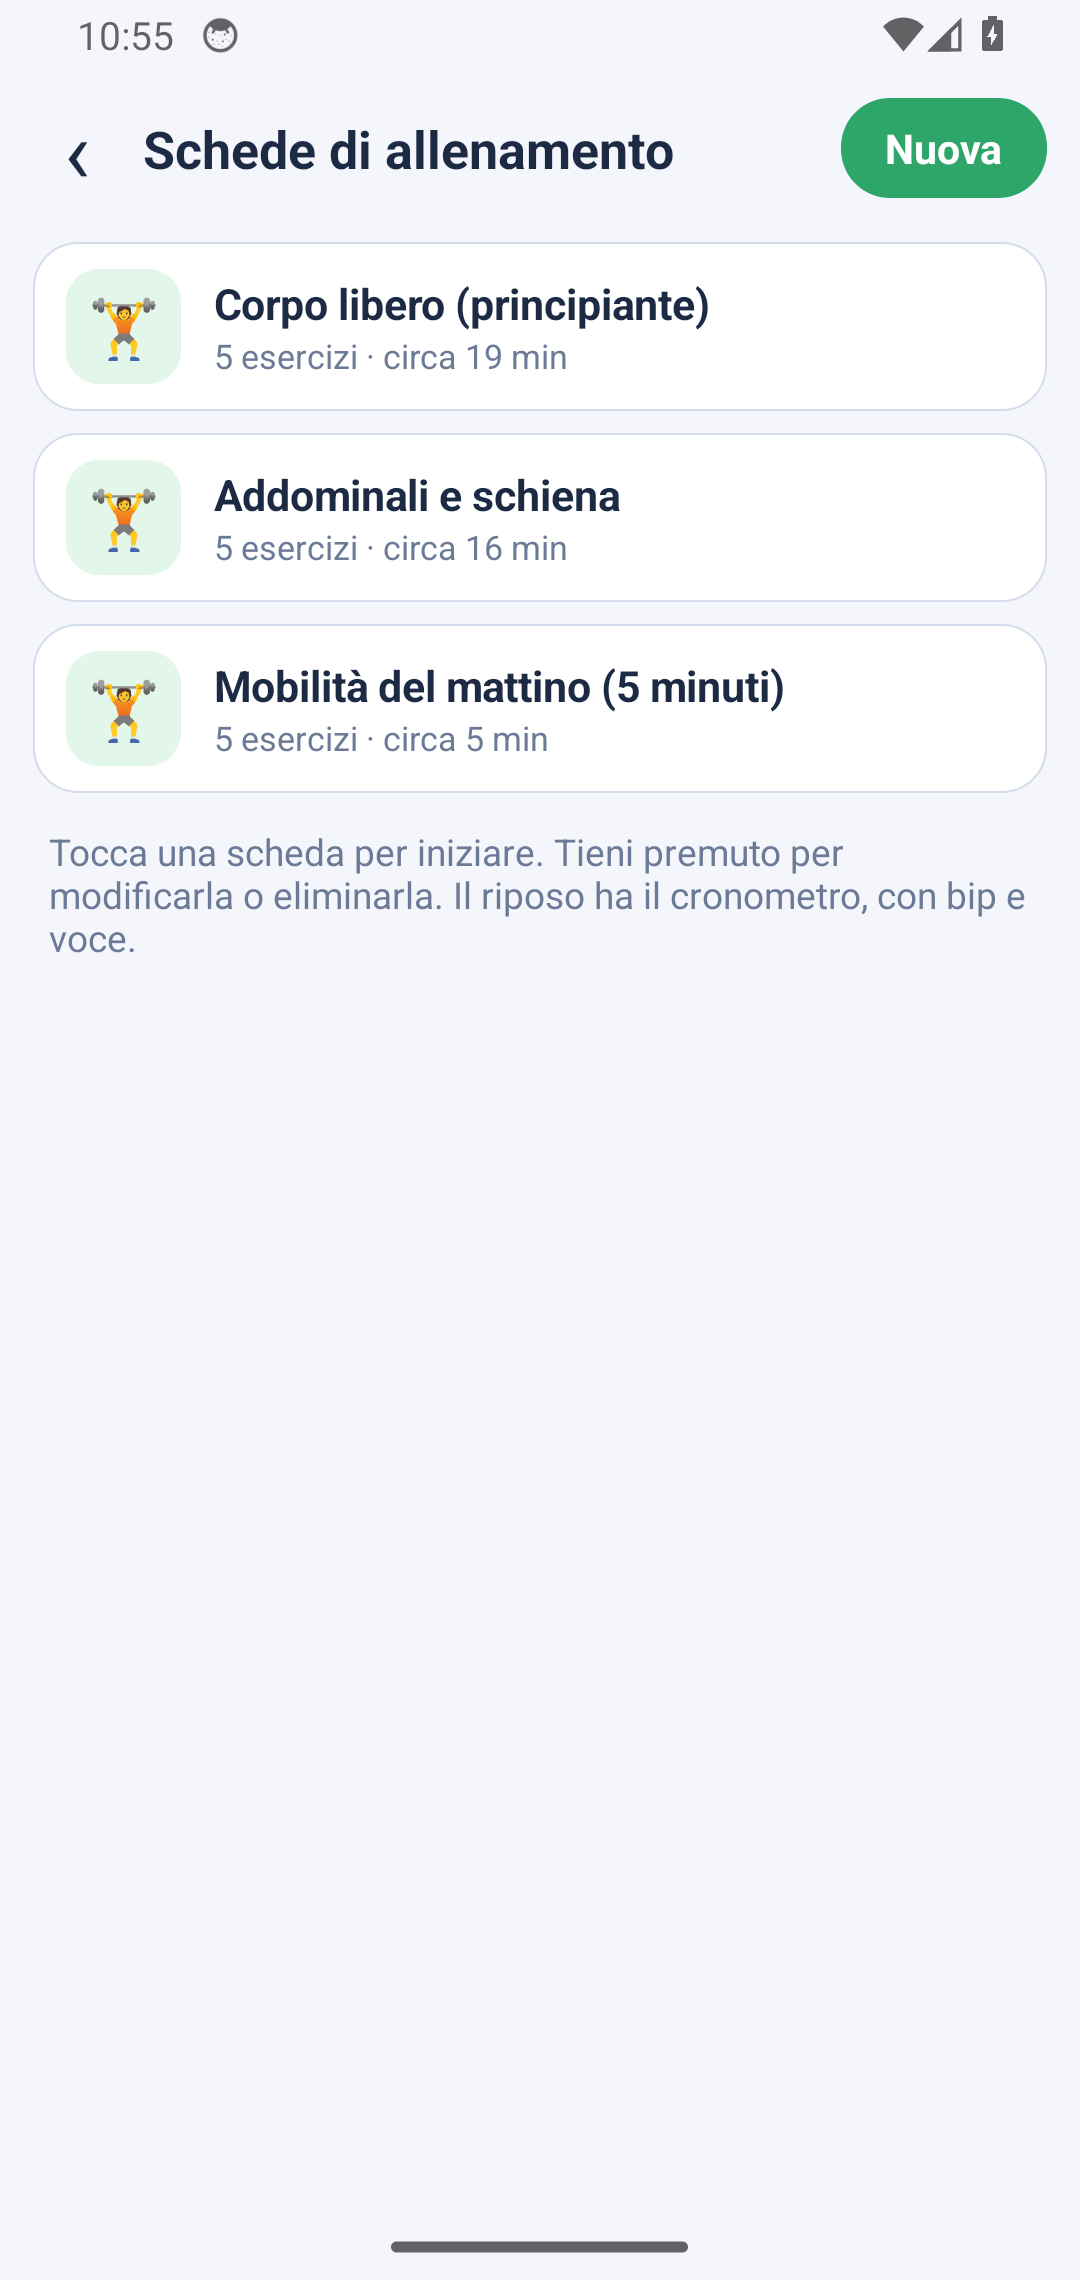 10:55
‹ Schede di allenamento
Nuova
Corpo libero (principiante)
5 esercizi · circa 19 min
Addominali e schiena
5 esercizi · circa 16 min
Mobilità del mattino (5 minuti)
5 esercizi · circa 5 min
Tocca una scheda per iniziare. Tieni premuto per
modificarla o eliminarla. Il riposo ha il cronometro, con bip e
voce.